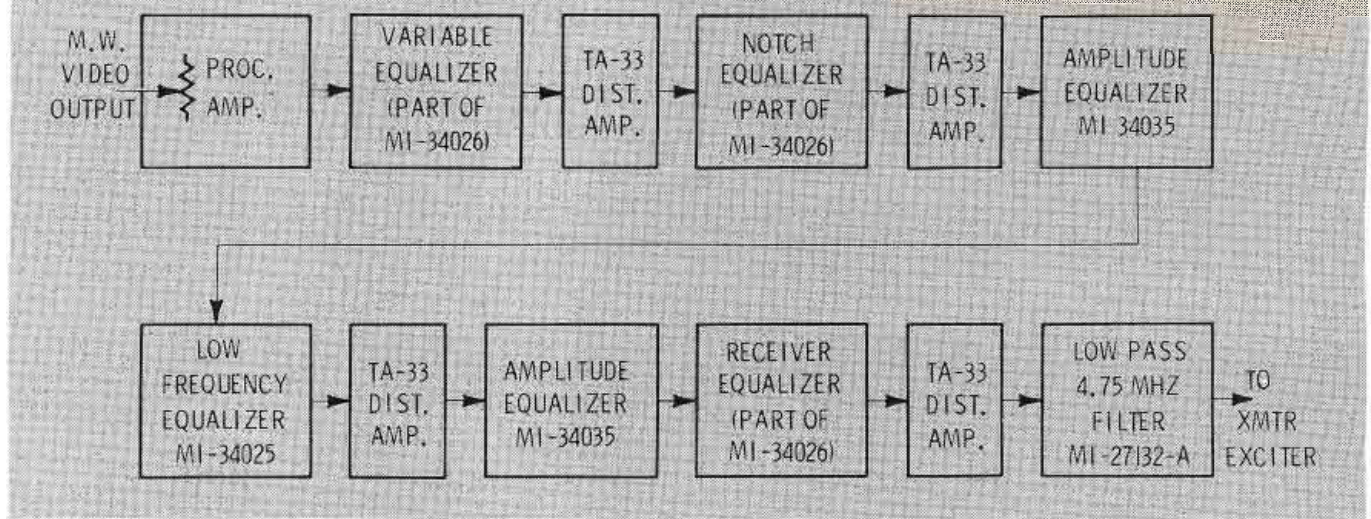 M.W.
VIDEO
OUTPUT
PROC.
AMP.
VARIABLE
EQUALIZER
(PART OF
MI-34026)
TA-33
DIST.
AMP.
NOTCH
EQUALIZER
(PART OF
MI-34026)
TA-33
DIST.
AMP.
AMPLITUDE
EQUALIZER
MI 34035
LOW
FREQUENCY
EQUALIZER
MI-34025
TA-33
DIST.
AMP.
AMPLITUDE
EQUALIZER
MI-34035
RECEIVER
EQUALIZER
(PART OF
MI-34026)
TA-33
DIST.
AMP.
LOW PASS
4.75 MHZ
FILTER
MI-27132-A
TO
XMTR
EXCITER